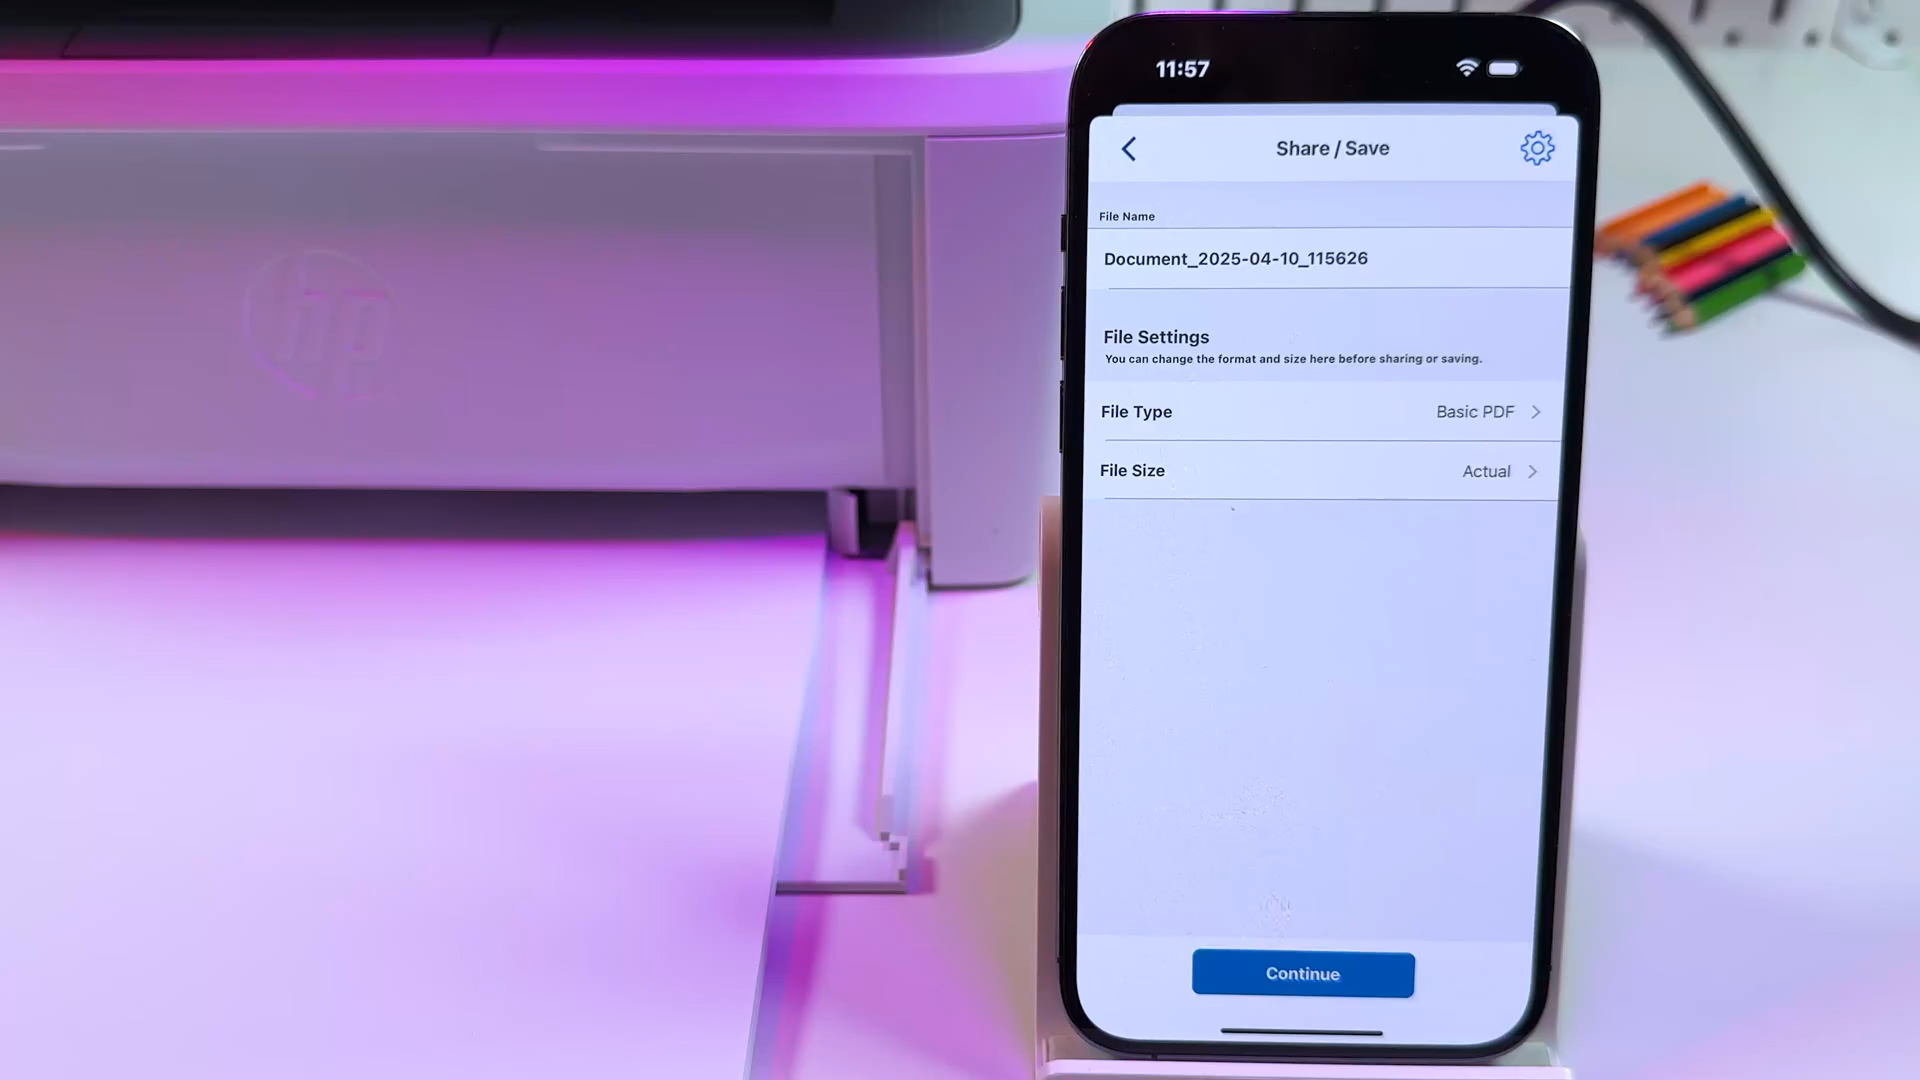 11:57
Share / Save
File Name
Document_2025-04-10_115626
File Settings
You can change the format and size here before sharing or saving.
File Type
Basic PDF
File Size
Actual
Continue
hp